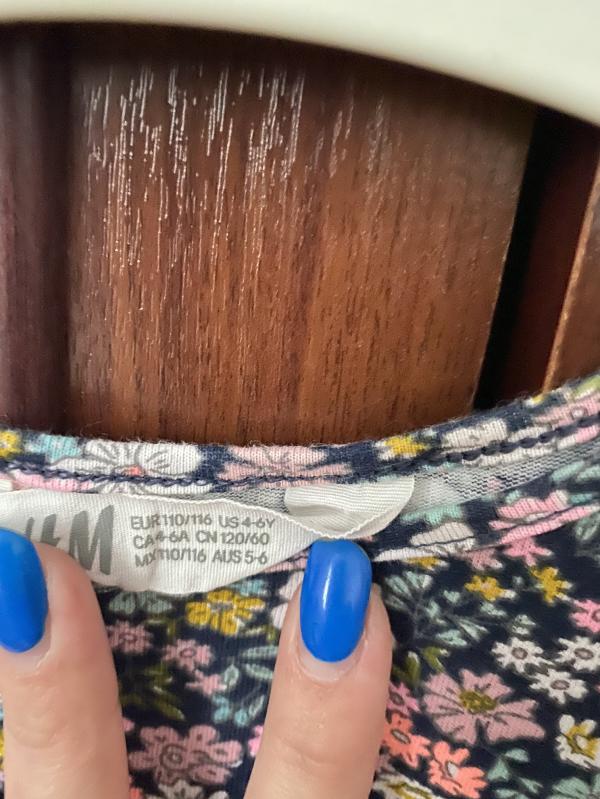 H&M
EUR 110/116 US 4-6Y
CA 4-6A CN 120/60
MX 110/116 AUS 5-6